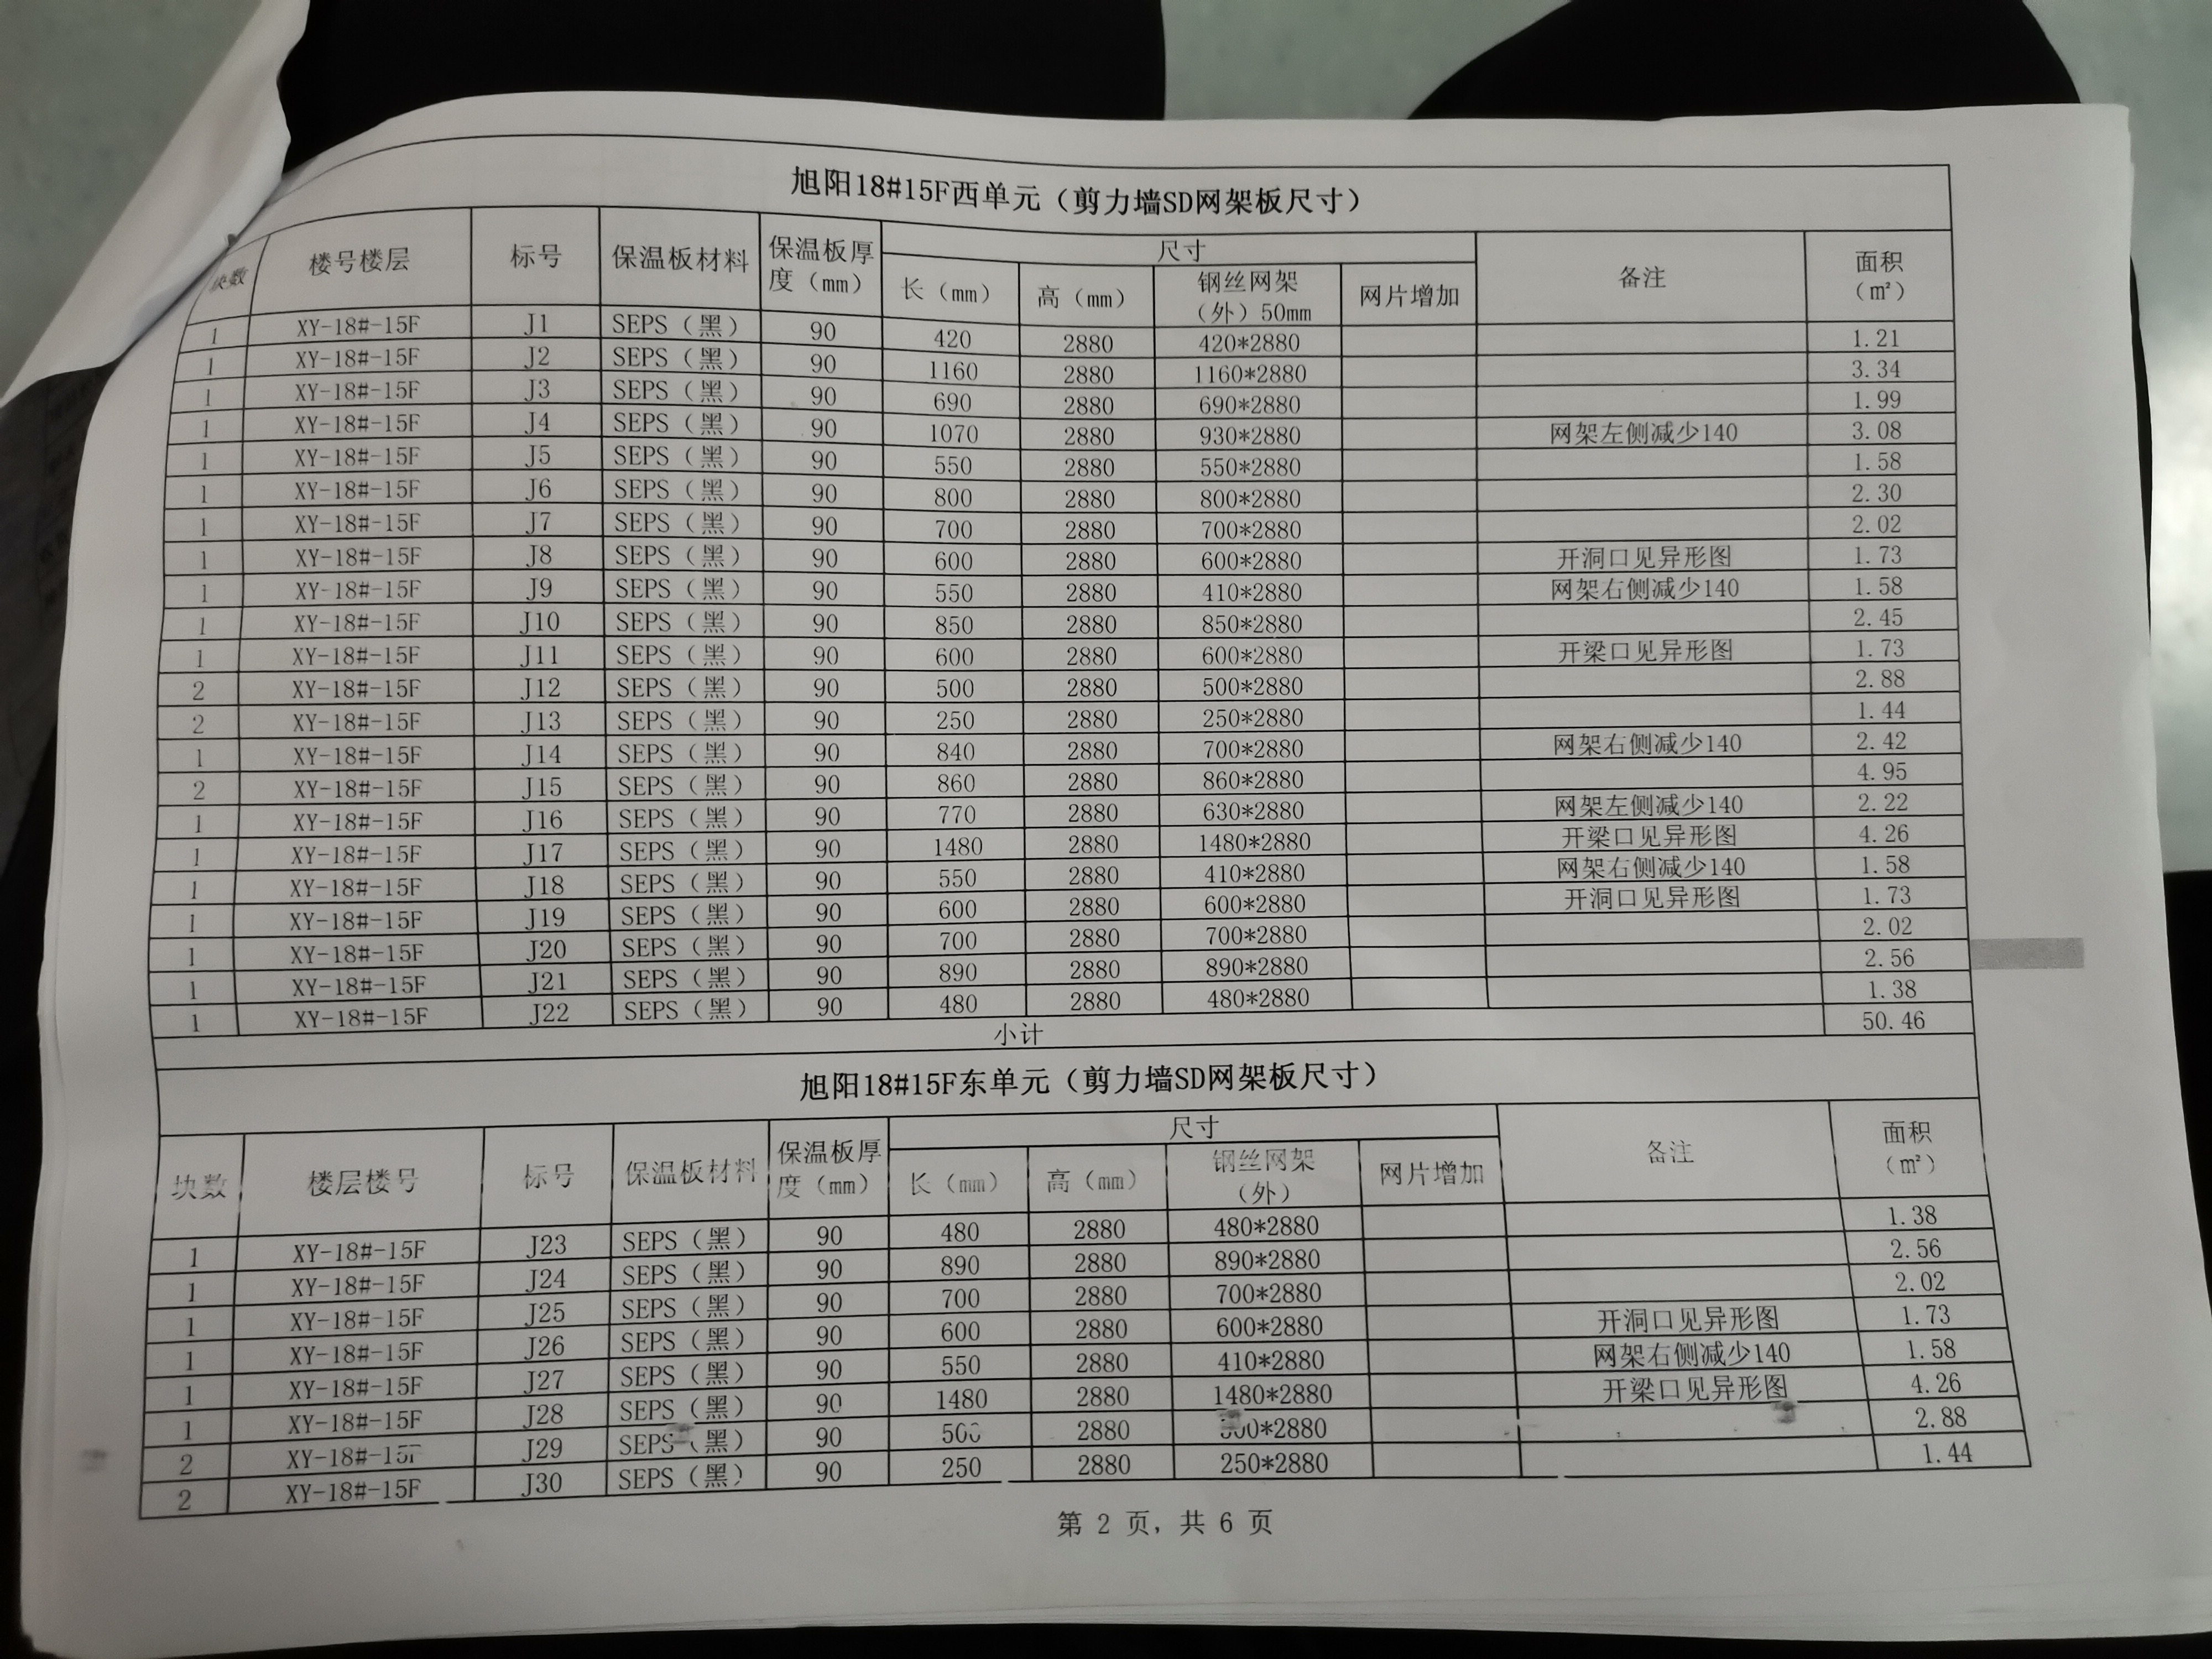 旭阳18#15F西单元（剪力墙SD网架板尺寸）
块数 楼号楼层 标号 保温板材料 保温板厚度（mm） 尺寸 备注 面积（㎡）
长（mm） 高（mm） 钢丝网架（外）50mm 网片增加
1 XY-18#-15F J1 SEPS（黑） 90 420 2880 420*2880 1.21
1 XY-18#-15F J2 SEPS（黑） 90 1160 2880 1160*2880 3.34
1 XY-18#-15F J3 SEPS（黑） 90 690 2880 690*2880 1.99
1 XY-18#-15F J4 SEPS（黑） 90 1070 2880 930*2880 网架左侧减少140 3.08
1 XY-18#-15F J5 SEPS（黑） 90 550 2880 550*2880 1.58
1 XY-18#-15F J6 SEPS（黑） 90 800 2880 800*2880 2.30
1 XY-18#-15F J7 SEPS（黑） 90 700 2880 700*2880 2.02
1 XY-18#-15F J8 SEPS（黑） 90 600 2880 600*2880 开洞口见异形图 1.73
1 XY-18#-15F J9 SEPS（黑） 90 550 2880 410*2880 网架右侧减少140 1.58
1 XY-18#-15F J10 SEPS（黑） 90 850 2880 850*2880 2.45
1 XY-18#-15F J11 SEPS（黑） 90 600 2880 600*2880 开梁口见异形图 1.73
2 XY-18#-15F J12 SEPS（黑） 90 500 2880 500*2880 2.88
2 XY-18#-15F J13 SEPS（黑） 90 250 2880 250*2880 1.44
1 XY-18#-15F J14 SEPS（黑） 90 840 2880 700*2880 网架右侧减少140 2.42
2 XY-18#-15F J15 SEPS（黑） 90 860 2880 860*2880 4.95
1 XY-18#-15F J16 SEPS（黑） 90 770 2880 630*2880 网架左侧减少140 2.22
1 XY-18#-15F J17 SEPS（黑） 90 1480 2880 1480*2880 开梁口见异形图 4.26
1 XY-18#-15F J18 SEPS（黑） 90 550 2880 410*2880 网架右侧减少140 1.58
1 XY-18#-15F J19 SEPS（黑） 90 600 2880 600*2880 开洞口见异形图 1.73
1 XY-18#-15F J20 SEPS（黑） 90 700 2880 700*2880 2.02
1 XY-18#-15F J21 SEPS（黑） 90 890 2880 890*2880 2.56
1 XY-18#-15F J22 SEPS（黑） 90 480 2880 480*2880 1.38
小计 50.46
旭阳18#15F东单元（剪力墙SD网架板尺寸）
块数 楼层楼号 标号 保温板材料 保温板厚度（mm） 尺寸 备注 面积（㎡）
长（mm） 高（mm） 钢丝网架（外） 网片增加
1 XY-18#-15F J23 SEPS（黑） 90 480 2880 480*2880 1.38
1 XY-18#-15F J24 SEPS（黑） 90 890 2880 890*2880 2.56
1 XY-18#-15F J25 SEPS（黑） 90 700 2880 700*2880 2.02
1 XY-18#-15F J26 SEPS（黑） 90 600 2880 600*2880 开洞口见异形图 1.73
1 XY-18#-15F J27 SEPS（黑） 90 550 2880 410*2880 网架右侧减少140 1.58
1 XY-18#-15F J28 SEPS（黑） 90 1480 2880 1480*2880 开梁口见异形图 4.26
2 XY-18#-15F J29 SEPS（黑） 90 500 2880 500*2880 2.88
2 XY-18#-15F J30 SEPS（黑） 90 250 2880 250*2880 1.44
第 2 页，共 6 页